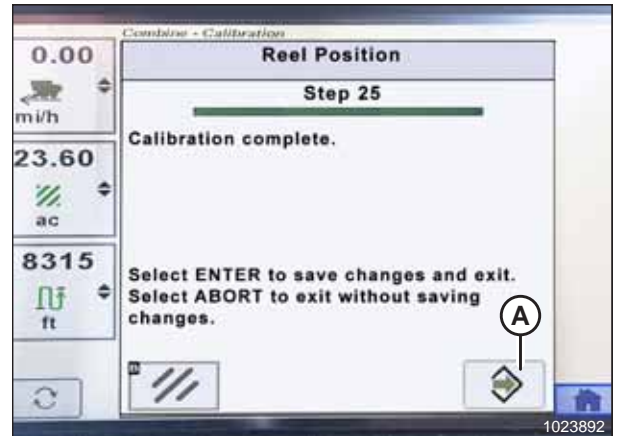 Combine - Calibration
0.00
mi/h
23.60
ac
8315
ft
Reel Position
Step 25
Calibration complete.
Select ENTER to save changes and exit.
Select ABORT to exit without saving
changes.
A
1023892